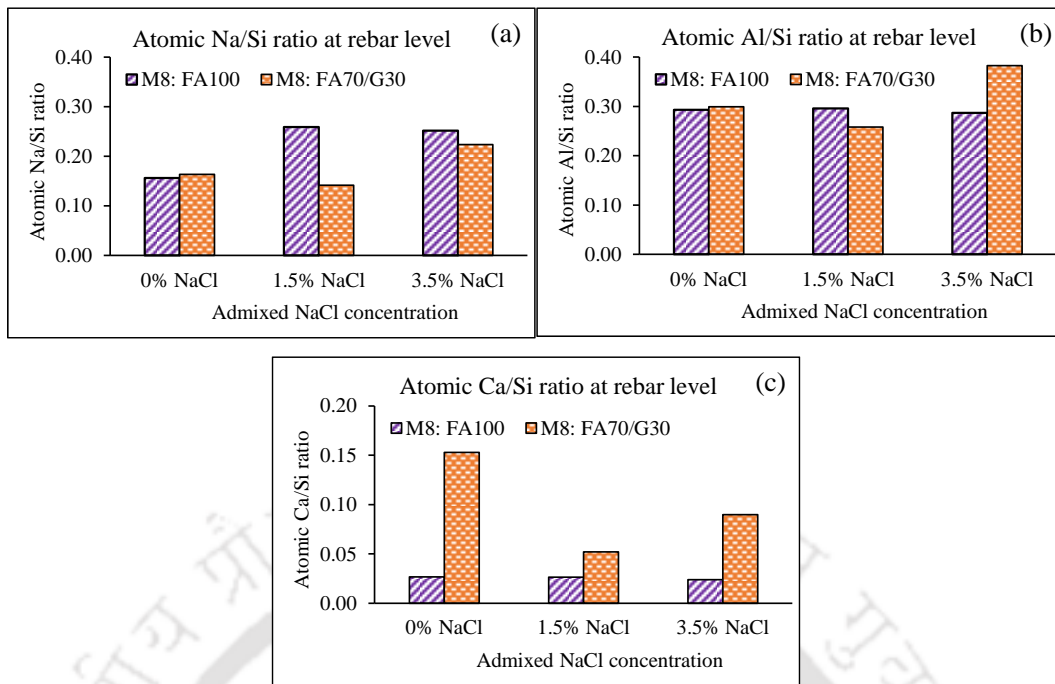 Atomic Na/Si ratio at rebar level (a)
M8: FA100 M8: FA70/G30
0.40
0.30
0.20
0.10
0.00
Atomic Na/Si ratio
0% NaCl 1.5% NaCl 3.5% NaCl
Admixed NaCl concentration
Atomic Al/Si ratio at rebar level (b)
M8: FA100 M8: FA70/G30
0.40
0.30
0.20
0.10
0.00
Atomic Al/Si ratio
0% NaCl 1.5% NaCl 3.5% NaCl
Admixed NaCl concentration
Atomic Ca/Si ratio at rebar level (c)
M8: FA100 M8: FA70/G30
0.20
0.15
0.10
0.05
0.00
Atomic Ca/Si ratio
0% NaCl 1.5% NaCl 3.5% NaCl
Admixed NaCl concentration